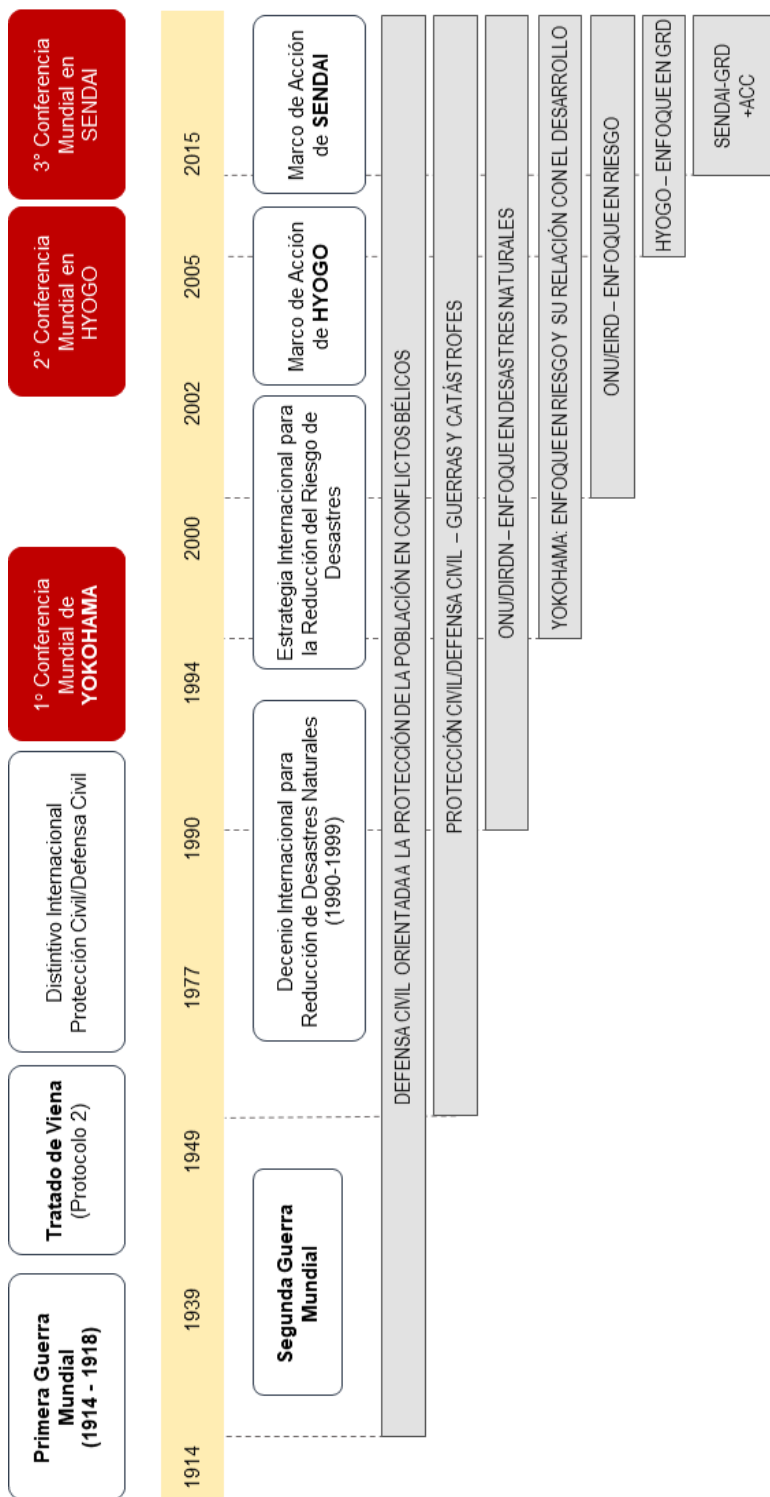 Primera Guerra
Mundial
(1914 - 1918)
Tratado de Viena
(Protocolo 2)
Distintivo Internacional
Protección Civil/Defensa Civil
1° Conferencia
Mundial de
YOKOHAMA
2° Conferencia
Mundial en
HYOGO
3° Conferencia
Mundial en
SENDAI
1914
1939
1949
1977
1990
1994
2000
2002
2005
2015
Segunda Guerra
Mundial
Decenio Internacional para
Reducción de Desastres Naturales
(1990-1999)
Estrategia Internacional para
la Reducción del Riesgo de
Desastres
Marco de Acción
de HYOGO
Marco de Acción
de SENDAI
DEFENSA CIVIL ORIENTADA A LA PROTECCIÓN DE LA POBLACIÓN EN CONFLICTOS BÉLICOS
PROTECCIÓN CIVIL/DEFENSA CIVIL – GUERRAS Y CATÁSTROFES
ONU/DIRDN – ENFOQUE EN DESASTRES NATURALES
YOKOHAMA: ENFOQUE EN RIESGO Y SU RELACIÓN CON EL DESARROLLO
ONU/EIRD – ENFOQUE EN RIESGO
HYOGO – ENFOQUE EN GRD
SENDAI-GRD
+ACC